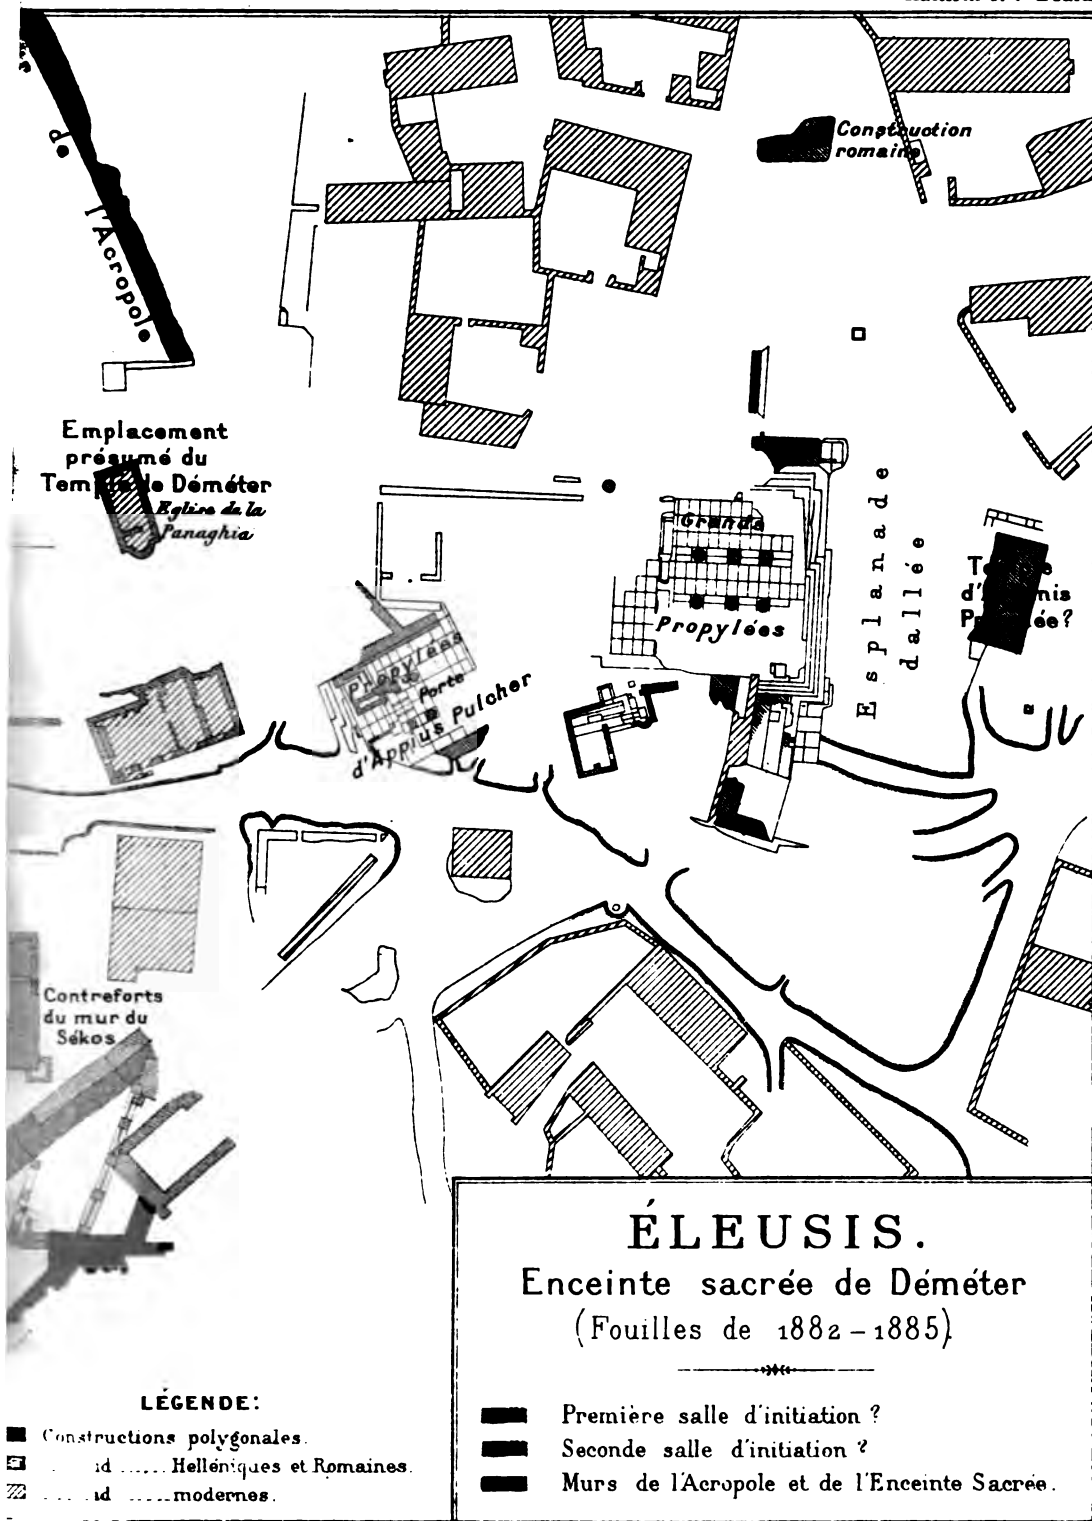 de
l'Acropole
Construction
romaine
Emplacement
présumé du
Temple de Déméter
Eglise de la
Panaghia
Grands
Propylées
Esplanade
dallée
d'
Propylées
Porte
d'Appius Pulcher
Contreforts
du mur du
Sékos
ÉLEUSIS.
Enceinte sacrée de Déméter
(Fouilles de 1882-1885)
Première salle d'initiation ?
Seconde salle d'initiation ?
Murs de l'Acropole et de l'Enceinte Sacrée.
LÉGENDE:
Constructions polygonales.
id ...... Helléniques et Romaines.
id ...... modernes.